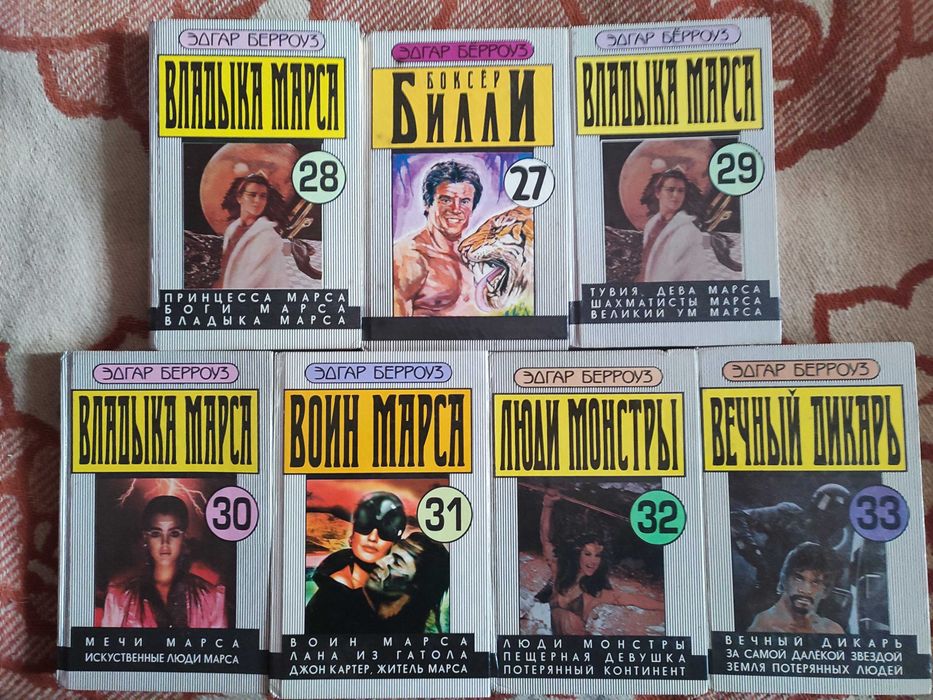 ЭДГАР БЕРРОУЗ
ВЛАДЫКА МАРСА
28
ПРИНЦЕССА МАРСА
БОГИ МАРСА
ВЛАДЫКА МАРСА
ЭДГАР БЕРРОУЗ
БОКСЁР
БИЛЛИ
27
ЭДГАР БЁРРОУЗ
ВЛАДЫКА МАРСА
29
ТУВИЯ, ДЕВА МАРСА
ШАХМАТИСТЫ МАРСА
ВЕЛИКИЙ УМ МАРСА
ЭДГАР БЕРРОУЗ
ВЛАДЫКА МАРСА
30
МЕЧИ МАРСА
ИСКУСТВЕННЫЕ ЛЮДИ МАРСА
ЭДГАР БЕРРОУЗ
ВОИН МАРСА
31
ВОИН МАРСА
ЛАНА ИЗ ГАТОЛА
ДЖОН КАРТЕР, ЖИТЕЛЬ МАРСА
ЭДГАР БЕРРОУЗ
ЛЮДИ МОНСТРЫ
32
ЛЮДИ МОНСТРЫ
ПЕЩЕРНАЯ ДЕВУШКА
ПОТЕРЯННЫЙ КОНТИНЕНТ
ЭДГАР БЕРРОУЗ
ВЕЧНЫЙ ДИКАРЬ
33
ВЕЧНЫЙ ДИКАРЬ
ЗА САМОЙ ДАЛЕКОЙ ЗВЕЗДОЙ
ЗЕМЛЯ ПОТЕРЯННЫХ ЛЮДЕЙ